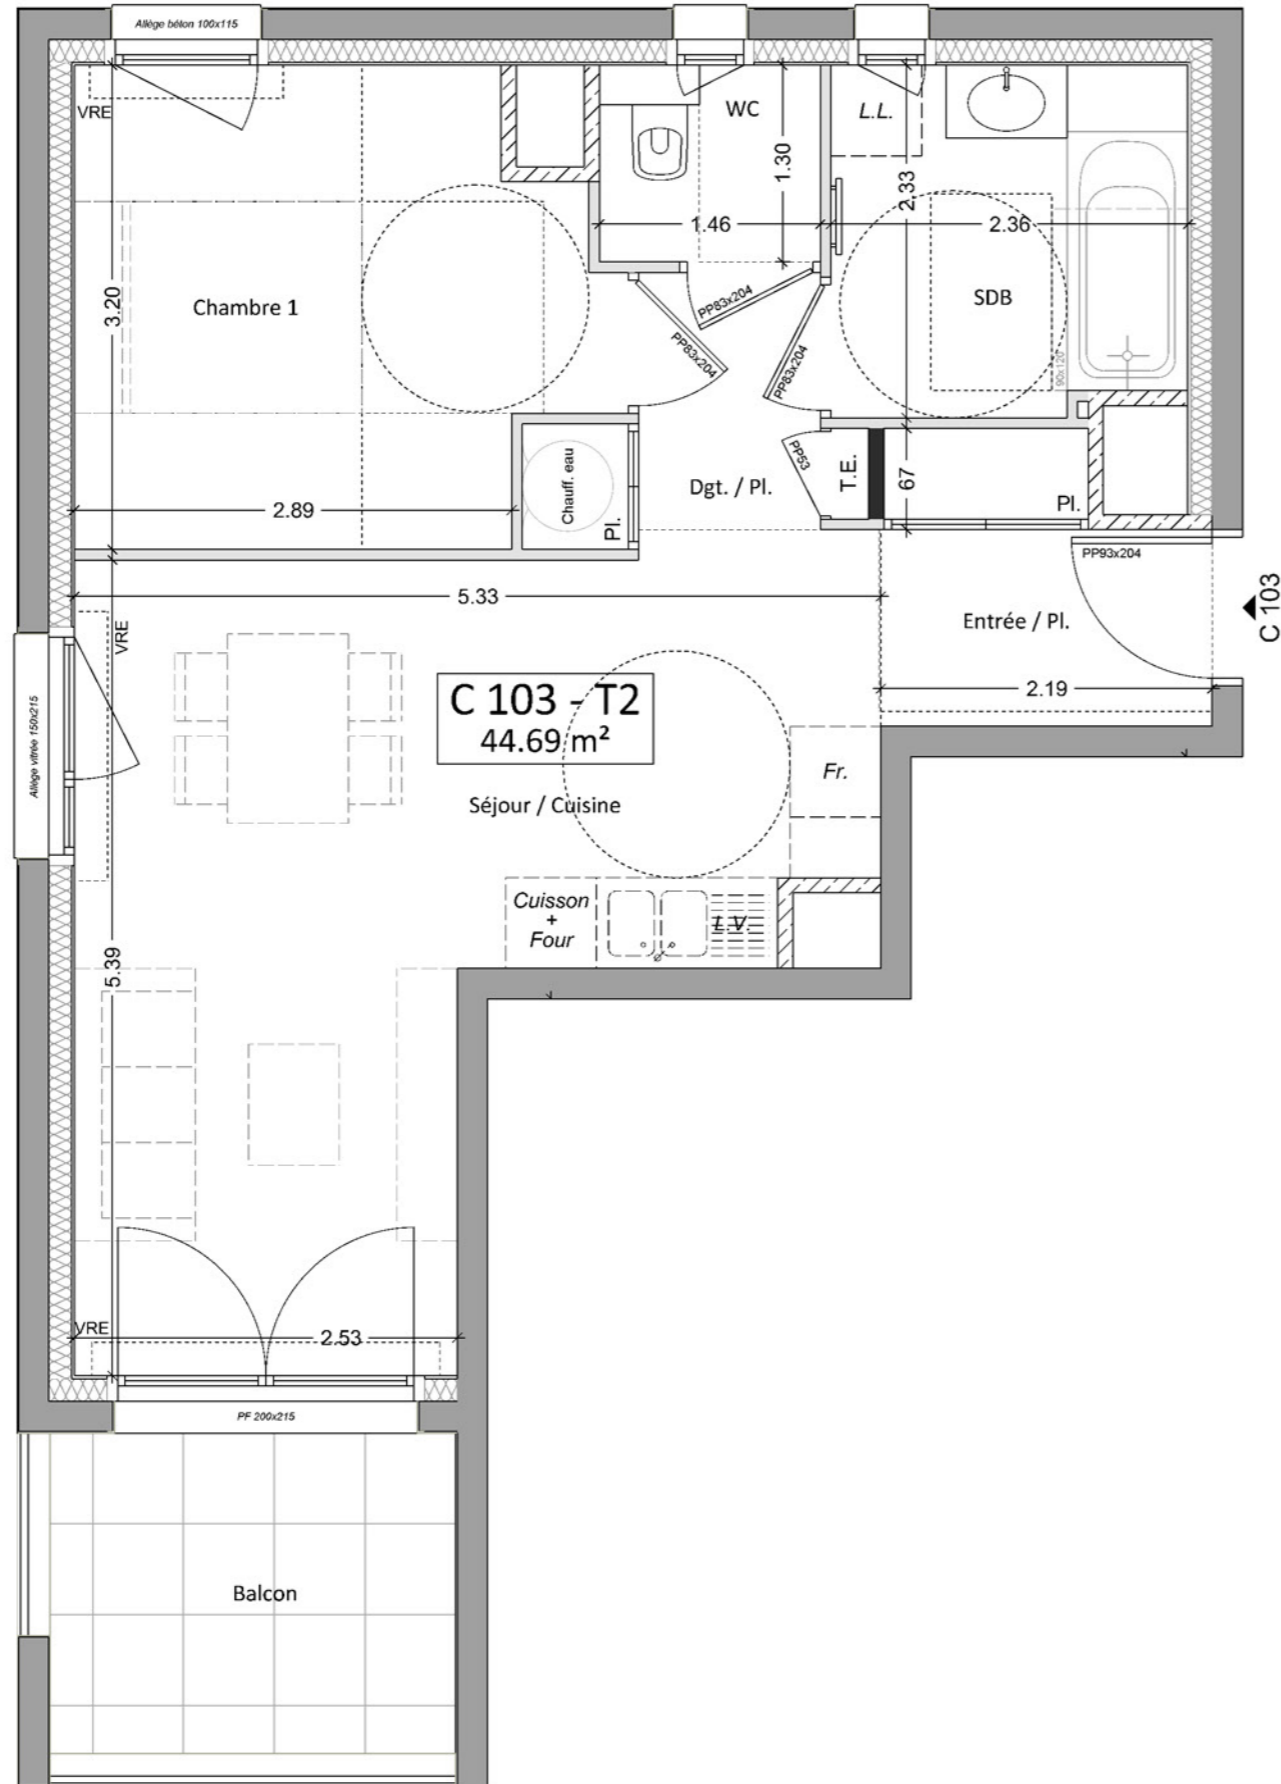 Allège béton 100x115
VRE
WC
L.L.
1.30
2.33
1.46
2.36
3.20
Chambre 1
SDB
PP83x204
PP83x204
PP83x204
90x120
Chauff. eau
Pl.
Dgt. / Pl.
PP53
T.E.
67
Pl.
2.89
PP93x204
5.33
Entrée / Pl.
C 103
VRE
2.19
C 103 - T2
44.69 m²
Allège vitrée 150x215
Séjour / Cuisine
Fr.
Cuisson
+
Four
L.V.
5.39
VRE
2.53
PF 200x215
Balcon